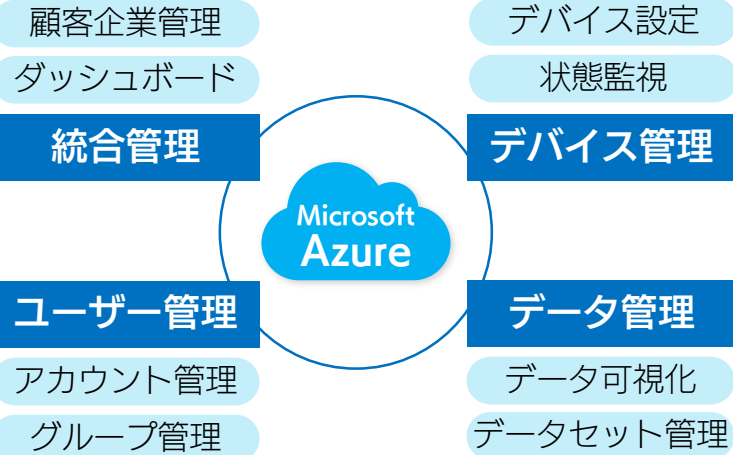 顧客企業管理
ダッシュボード
統合管理
デバイス設定
状態監視
デバイス管理
Microsoft
Azure
ユーザー管理
アカウント管理
グループ管理
データ管理
データ可視化
データセット管理